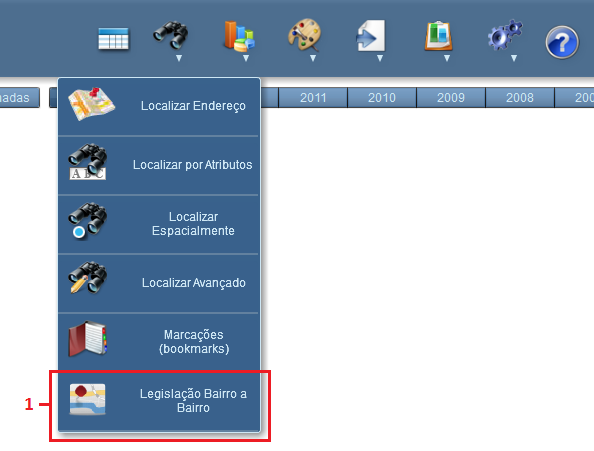 ?
adas
2011
2010
2009
2008
200
Localizar Endereço
Localizar por Atributos
A B C
Localizar
Espacialmente
Localizar Avançado
Marcações
(bookmarks)
1
Legislação Bairro a
Bairro